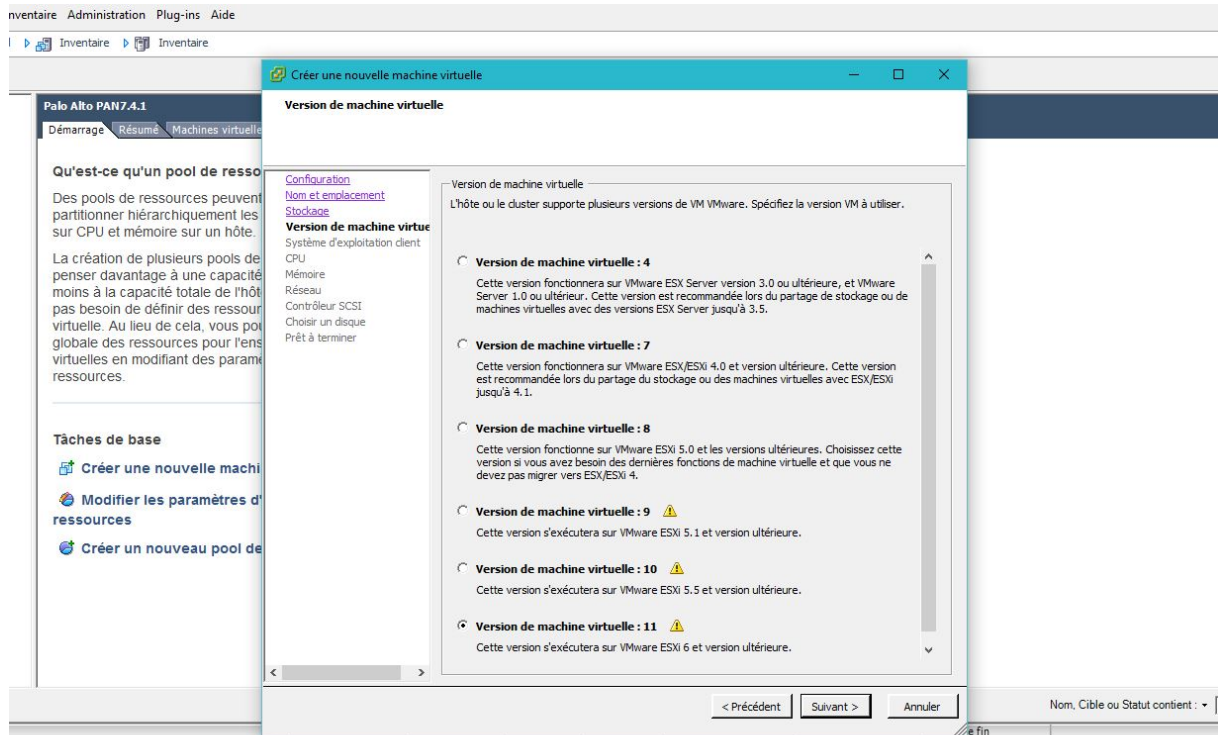 nventaire Administration Plug-ins Aide
Inventaire Inventaire
Créer une nouvelle machine virtuelle
Version de machine virtuelle
Palo Alto PAN7.4.1
Démarrage Résumé Machines virtuelle
Qu'est-ce qu'un pool de resso
Des pools de ressources peuvent
partitionner hiérarchiquement les
sur CPU et mémoire sur un hôte.
La création de plusieurs pools de
penser davantage à une capacité
moins à la capacité totale de l'hôt
pas besoin de définir des ressour
virtuelle. Au lieu de cela, vous pou
globale des ressources pour l'ens
virtuelles en modifiant des paramè
ressources.
Tâches de base
Créer une nouvelle machi
Modifier les paramètres d'
ressources
Créer un nouveau pool de
Configuration
Nom et emplacement
Stockage
Version de machine virtue
Système d'exploitation client
CPU
Mémoire
Réseau
Contrôleur SCSI
Choisir un disque
Prêt à terminer
Version de machine virtuelle
L'hôte ou le cluster supporte plusieurs versions de VM VMware. Spécifiez la version VM à utiliser.
Version de machine virtuelle : 4
Cette version fonctionnera sur VMware ESX Server version 3.0 ou ultérieure, et VMware
Server 1.0 ou ultérieur. Cette version est recommandée lors du partage de stockage ou de
machines virtuelles avec des versions ESX Server jusqu'à 3.5.
Version de machine virtuelle : 7
Cette version fonctionnera sur VMware ESX/ESXi 4.0 et version ultérieure. Cette version
est recommandée lors du partage du stockage ou des machines virtuelles avec ESX/ESXi
jusqu'à 4.1.
Version de machine virtuelle : 8
Cette version fonctionne sur VMware ESXi 5.0 et les versions ultérieures. Choisissez cette
version si vous avez besoin des dernières fonctions de machine virtuelle et que vous ne
devez pas migrer vers ESX/ESXi 4.
Version de machine virtuelle : 9
Cette version s'exécutera sur VMware ESXi 5.1 et version ultérieure.
Version de machine virtuelle : 10
Cette version s'exécutera sur VMware ESXi 5.5 et version ultérieure.
Version de machine virtuelle : 11
Cette version s'exécutera sur VMware ESXi 6 et version ultérieure.
< Précédent Suivant > Annuler
Nom, Cible ou Statut contient :
e fin